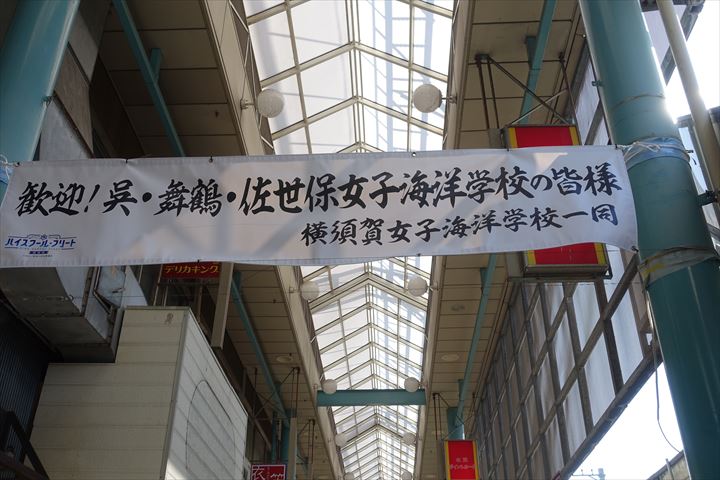 歓迎!呉・舞鶴・佐世保女子海洋学校の皆様
横須賀女子海洋学校一同
ハイスクール・フリート
デリカキング
衣笠